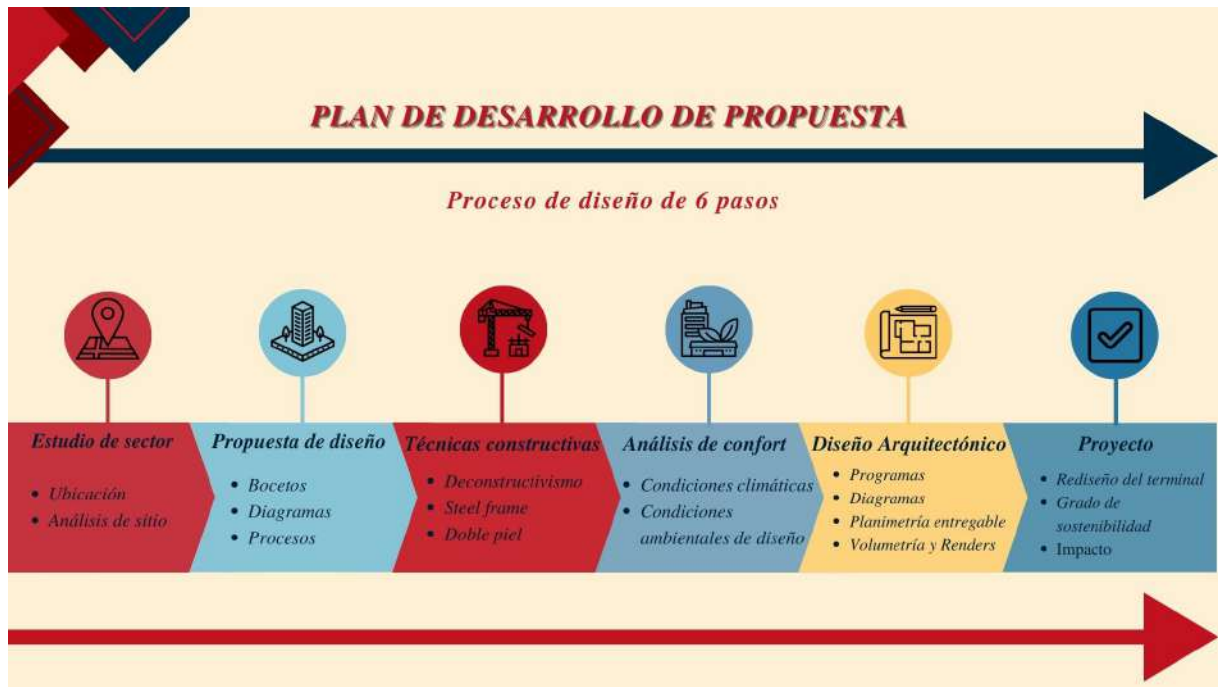 PLAN DE DESARROLLO DE PROPUESTA
Proceso de diseño de 6 pasos
Estudio de sector
• Ubicación
• Análisis de sitio
Propuesta de diseño
• Bocetos
• Diagramas
• Procesos
Técnicas constructivas
• Deconstructivismo
• Steel frame
• Doble piel
Análisis de confort
• Condiciones climáticas
• Condiciones
ambientales de diseño
Diseño Arquitectónico
• Programas
• Diagramas
• Planimetría entregable
• Volumetría y Renders
Proyecto
• Rediseño del terminal
• Grado de
sostenibilidad
• Impacto